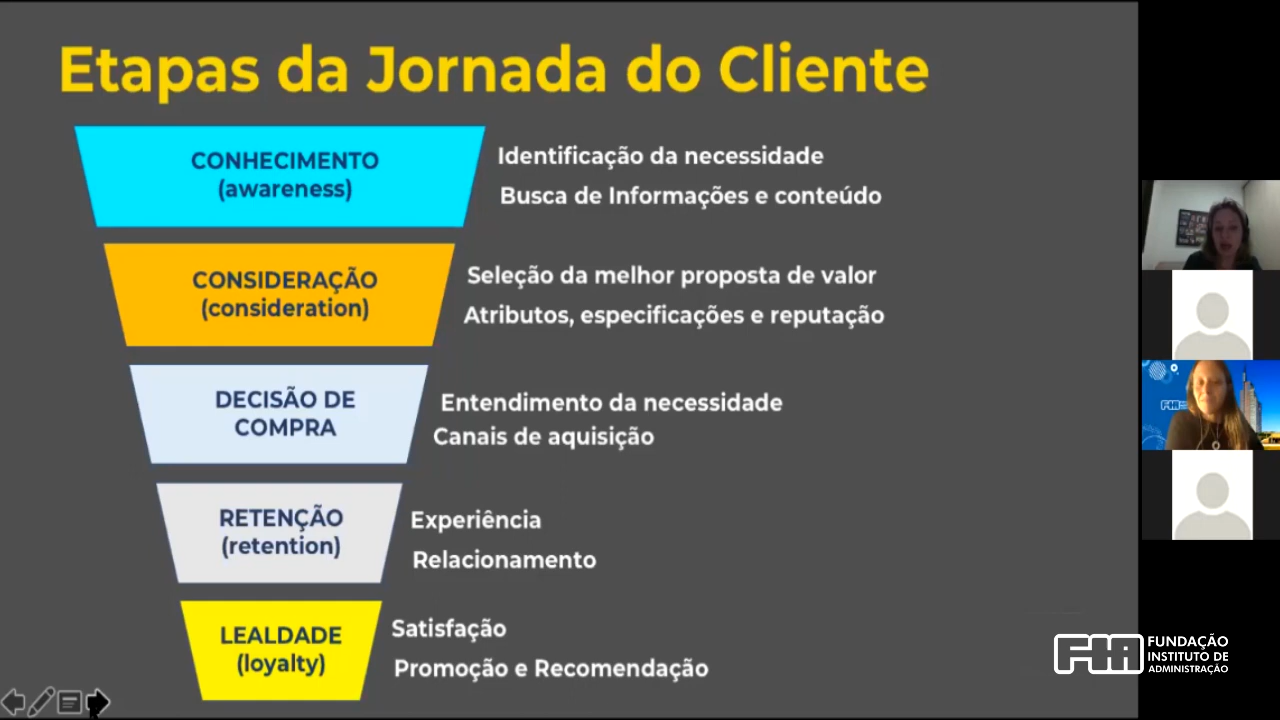 Etapas da Jornada do Cliente
CONHECIMENTO
(awareness)
Identificação da necessidade
Busca de Informações e conteúdo
CONSIDERAÇÃO
(consideration)
Seleção da melhor proposta de valor
Atributos, especificações e reputação
DECISÃO DE
COMPRA
Entendimento da necessidade
Canais de aquisição
RETENÇÃO
(retention)
Experiência
Relacionamento
LEALDADE
(loyalty)
Satisfação
Promoção e Recomendação
FIA
FUNDAÇÃO
INSTITUTO DE
ADMINISTRAÇÃO
FIA